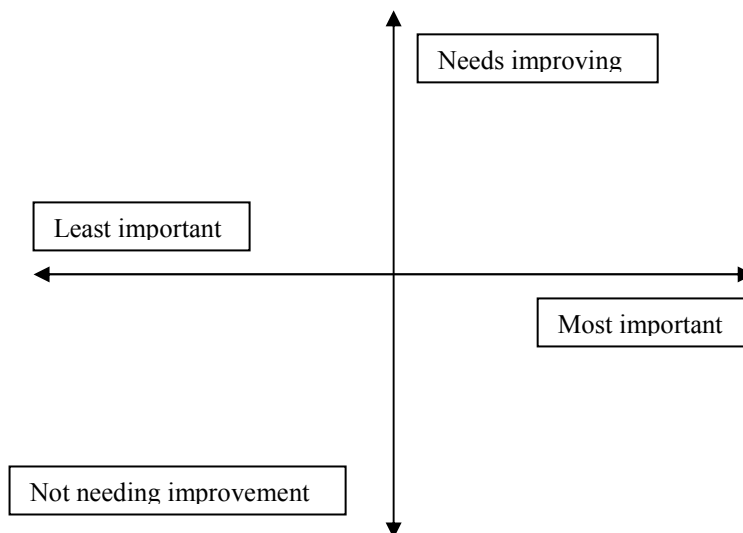 Needs improving
Least important
Most important
Not needing improvement